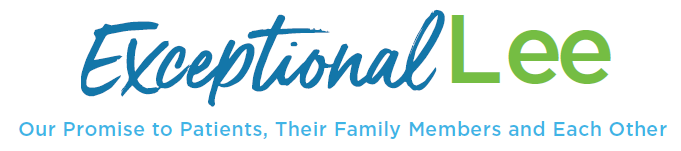 Exceptional Lee
Our Promise to Patients, Their Family Members and Each Other